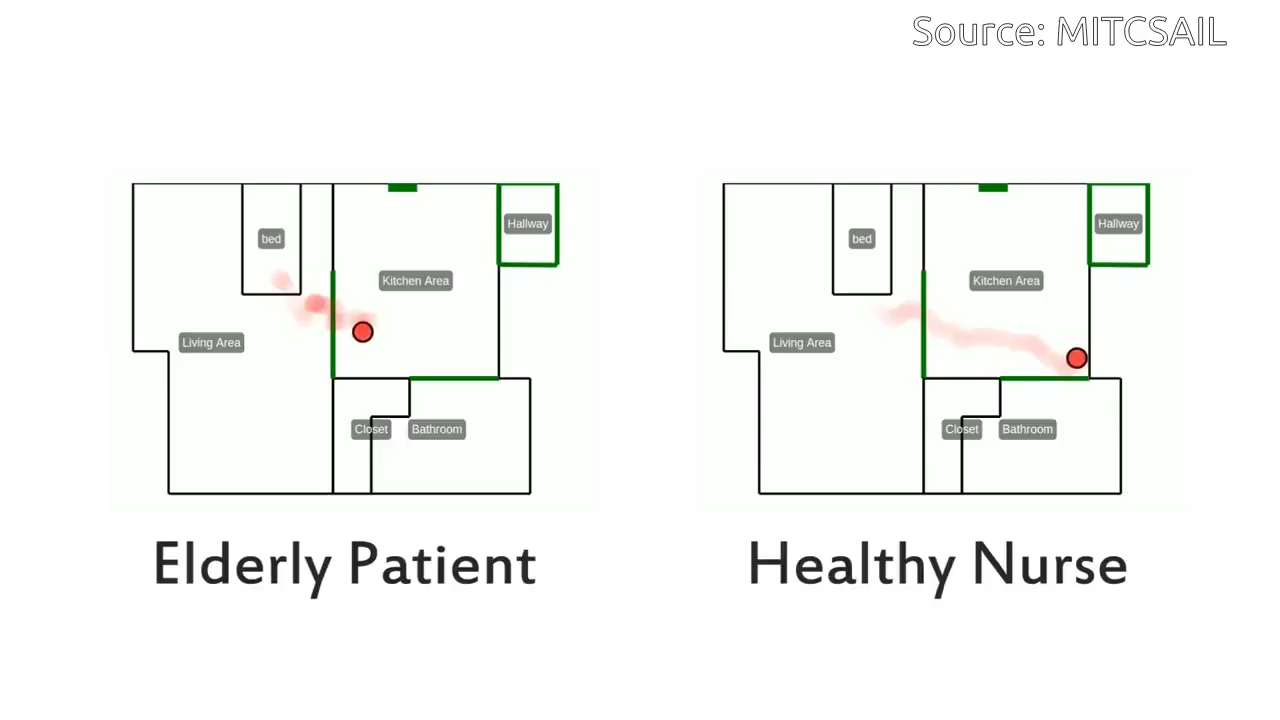 Source: MITCSAIL
Hallway
bed
Kitchen Area
Living Area
Closet
Bathroom
Elderly Patient
Hallway
bed
Kitchen Area
Living Area
Closet
Bathroom
Healthy Nurse